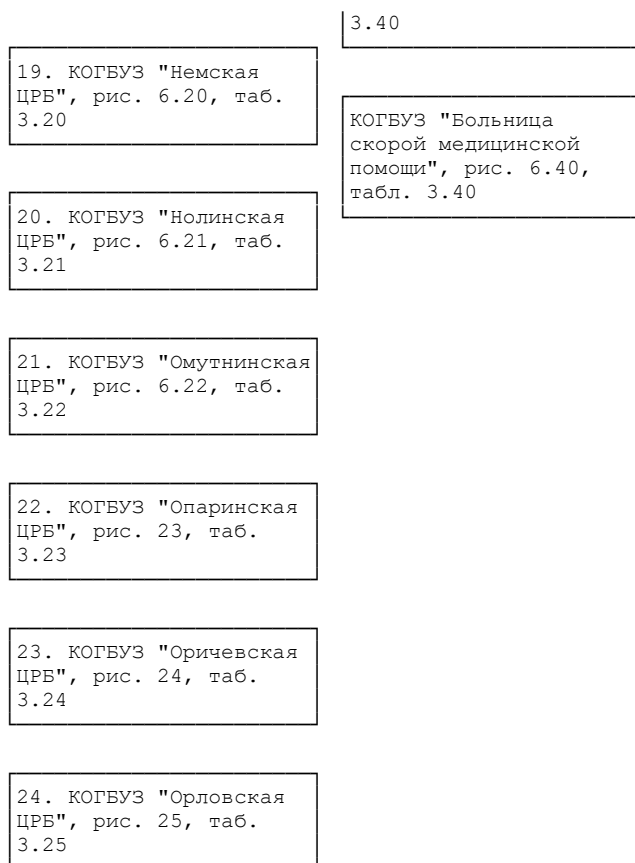 3.40
19. КОГБУЗ "Немская
ЦРБ", рис. 6.20, таб.
3.20
КОГБУЗ "Больница
скорой медицинской
помощи", рис. 6.40,
табл. 3.40
20. КОГБУЗ "Нолинская
ЦРБ", рис. 6.21, таб.
3.21
21. КОГБУЗ "Омутнинская
ЦРБ", рис. 6.22, таб.
3.22
22. КОГБУЗ "Опаринская
ЦРБ", рис. 23, таб.
3.23
23. КОГБУЗ "Оричевская
ЦРБ", рис. 24, таб.
3.24
24. КОГБУЗ "Орловская
ЦРБ", рис. 25, таб.
3.25